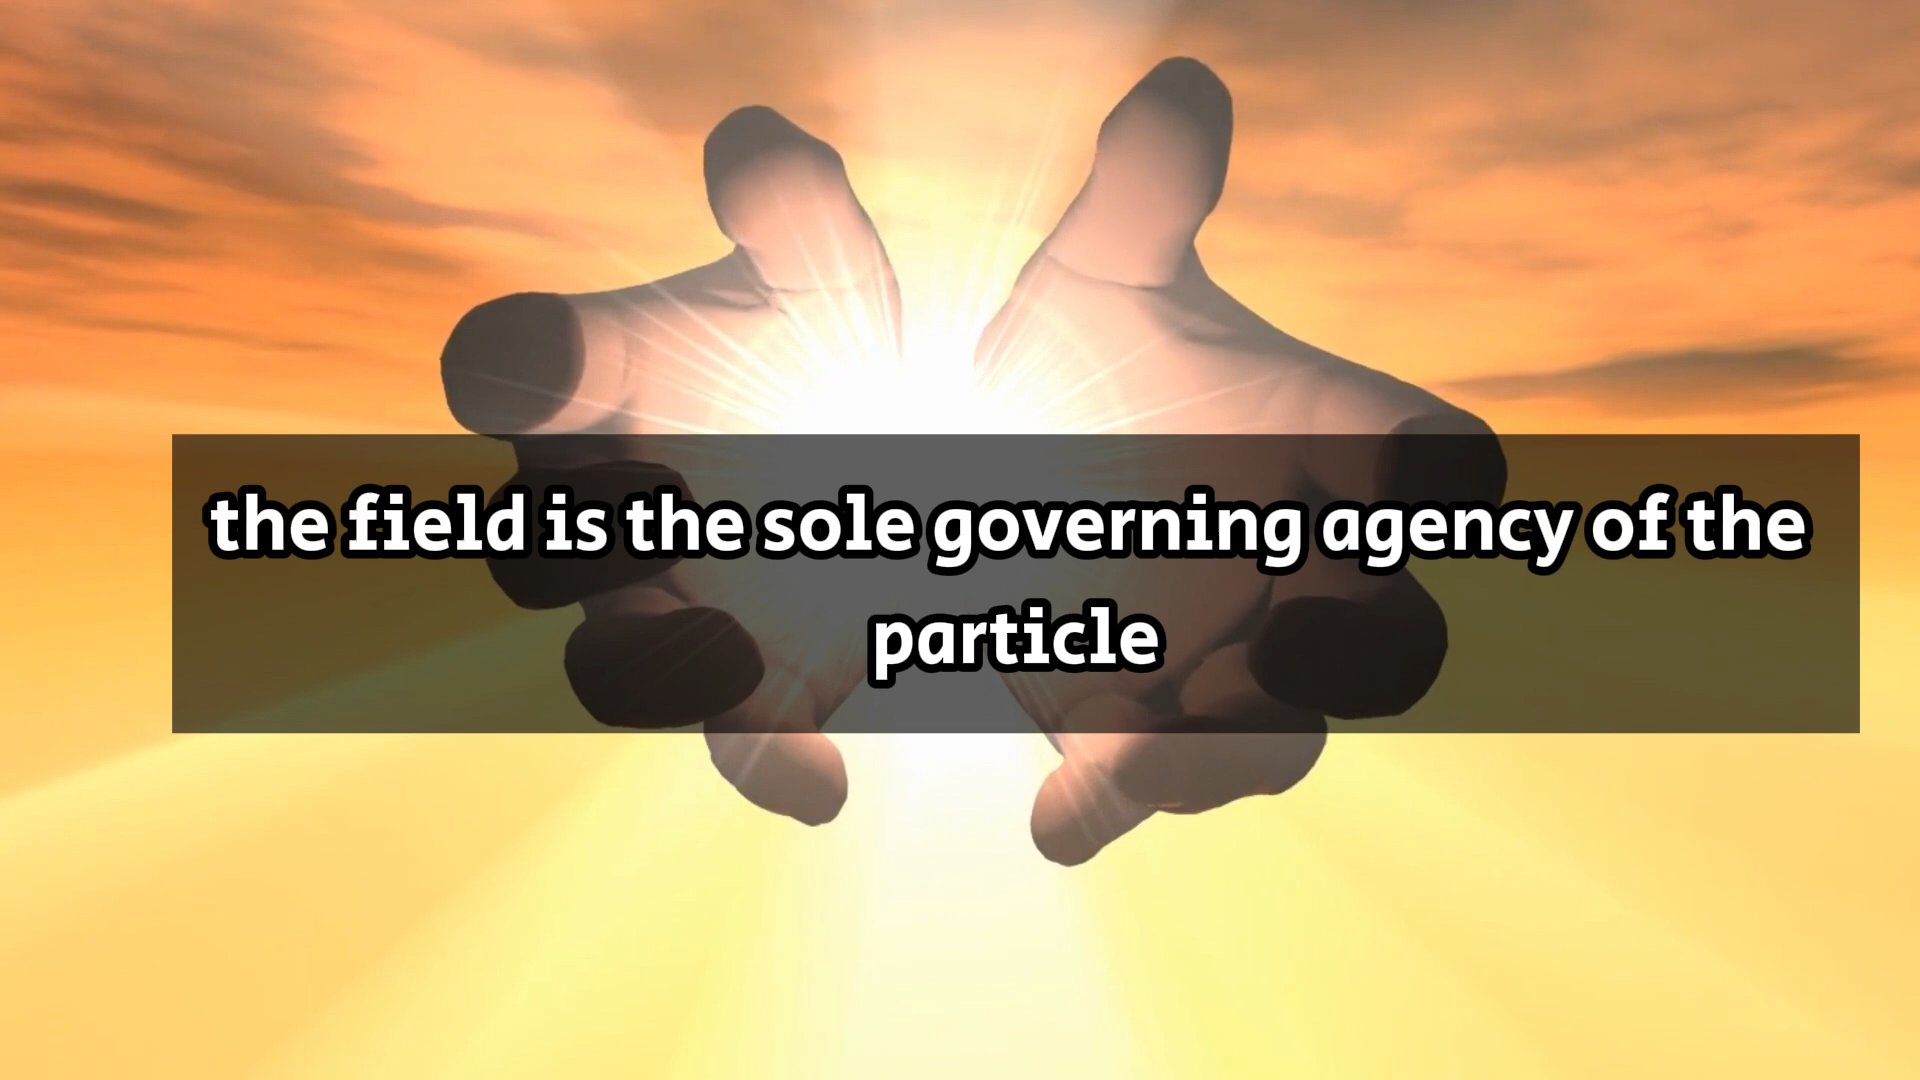 the field is the sole governing agency of the
particle